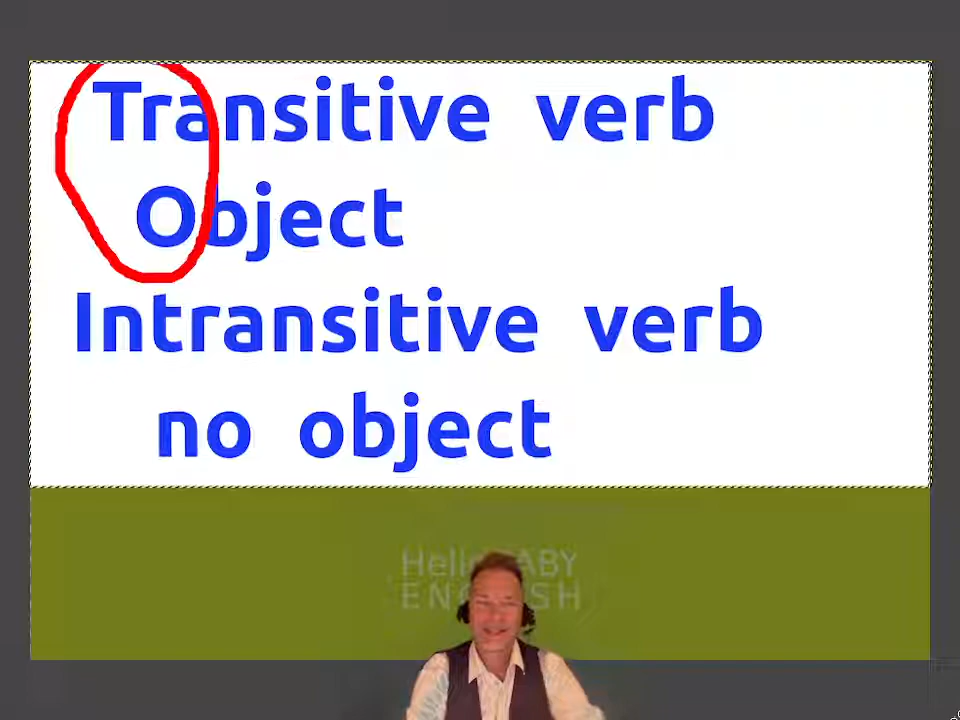 Transitive verb
Object
Intransitive verb
no object